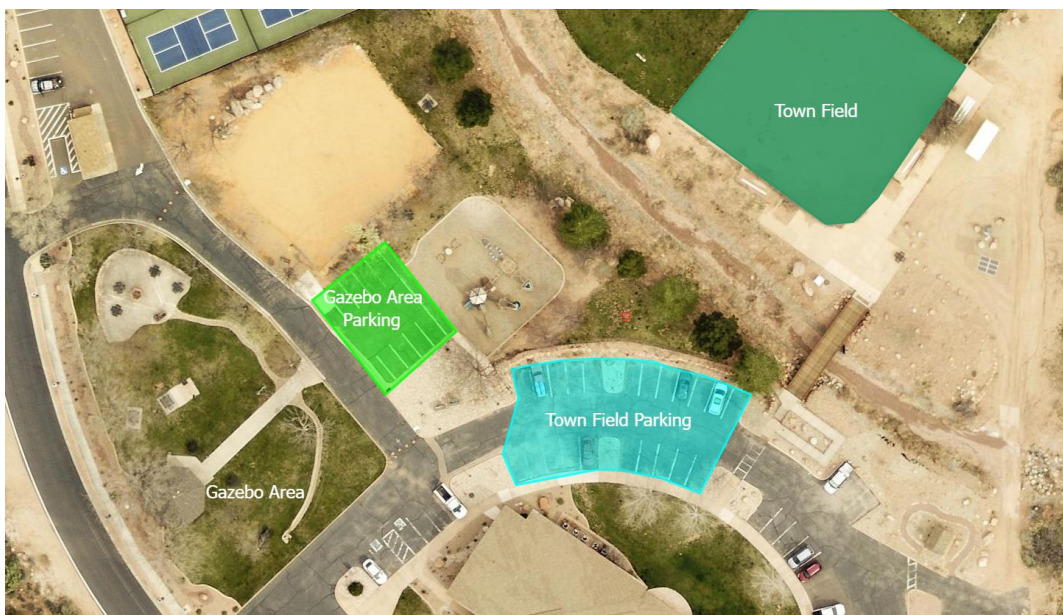 Town Field
Gazebo Area
Parking
Town Field Parking
Gazebo Area